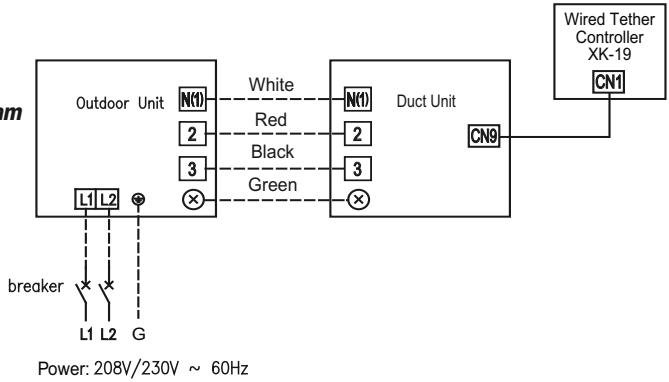 Wired Tether
Controller
XK-19
CN1
Outdoor Unit
N(1)
White
N(1)
Duct Unit
2
Red
2
CN9
3
Black
3
Green
L1 L2
breaker
L1 L2 G
Power: 208V/230V ~ 60Hz